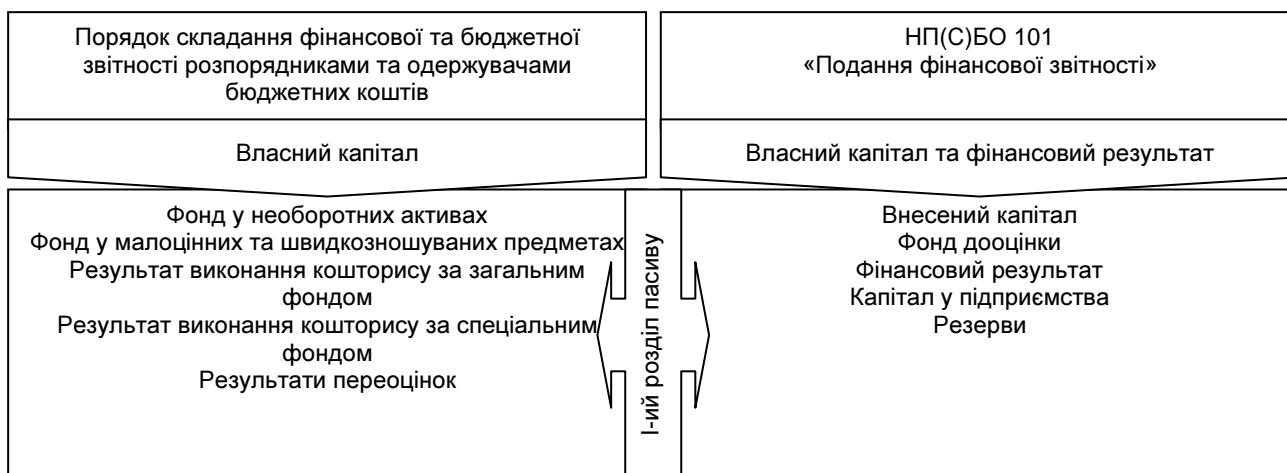 Порядок складання фінансової та бюджетної
звітності розпорядниками та одержувачами
бюджетних коштів
Власний капітал
Фонд у необоротних активах
Фонд у малоцінних та швидкозношуваних предметах
Результат виконання кошторису за загальним
фондом
Результат виконання кошторису за спеціальним
фондом
Результати переоцінок
І-ий розділ пасиву
НП(С)БО 101
«Подання фінансової звітності»
Власний капітал та фінансовий результат
Внесений капітал
Фонд дооцінки
Фінансовий результат
Капітал у підприємства
Резерви